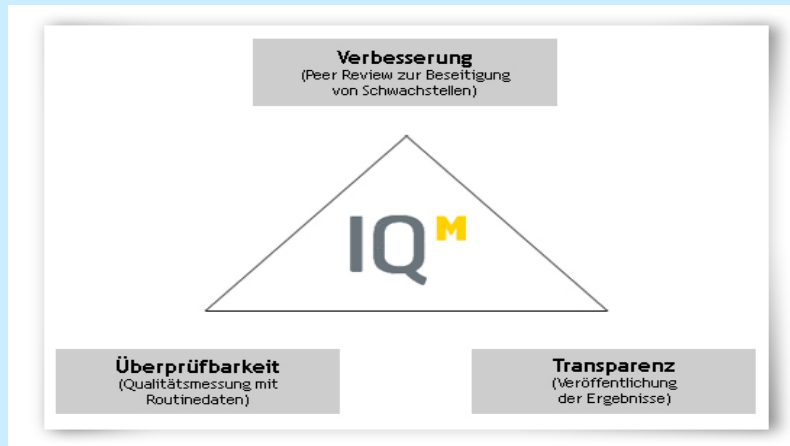 Verbesserung
(Peer Review zur Beseitigung
von Schwachstellen)
IQM
Überprüfbarkeit
(Qualitätsmessung mit
Routinedaten)
Transparenz
(Veröffentlichung
der Ergebnisse)